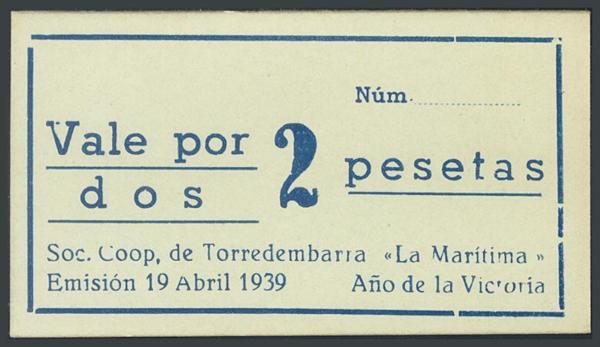 Núm.
Vale por
dos
2
pesetas
Soc. Coop. de Torredembarra «La Marítima»
Emisión 19 Abril 1939 Año de la Victoria